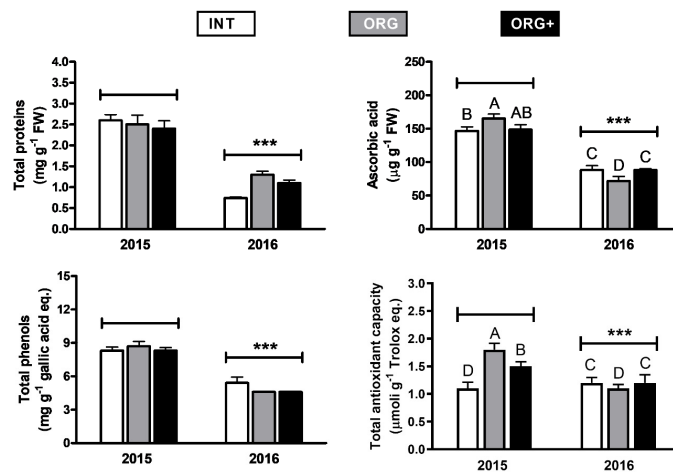 INT ORG ORG+
Total proteins
(mg g-1 FW)
4.0
3.5
3.0
2.5
2.0
1.5
1.0
0.5
0.0
***
2015 2016
Ascorbic acid
(µg g-1 FW)
250
200
150
100
50
0
B A AB
***
C D C
2015 2016
Total phenols
(mg g-1 gallic acid eq.)
15
12
9
6
3
0
***
2015 2016
Total antioxidant capacity
(µmoli g-1 Trolox eq.)
3.0
2.5
2.0
1.5
1.0
0.5
0.0
D A B
***
C D C
2015 2016